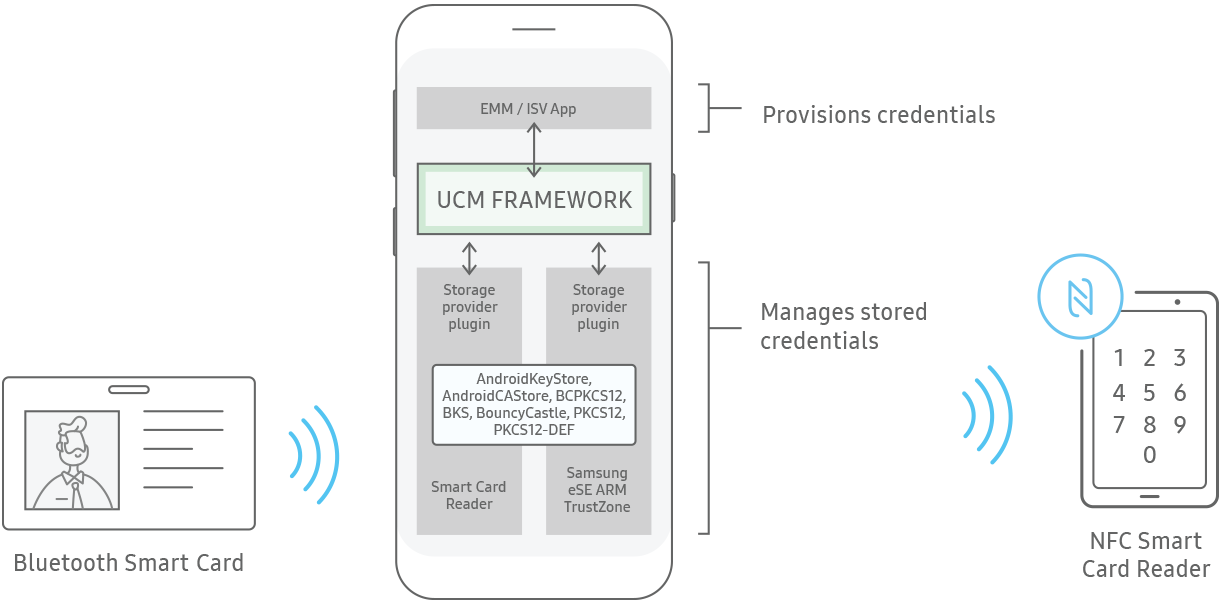 EMM / ISV App
Provisions credentials
UCM FRAMEWORK
Storage
provider
plugin
Storage
provider
plugin
Manages stored
credentials
AndroidKeyStore,
AndroidCAStore, BCPKCS12,
BKS, BouncyCastle, PKCS12,
PKCS12-DEF
Smart Card
Reader
Samsung
eSE ARM
TrustZone
1 2 3
4 5 6
7 8 9
0
Bluetooth Smart Card
NFC Smart
Card Reader